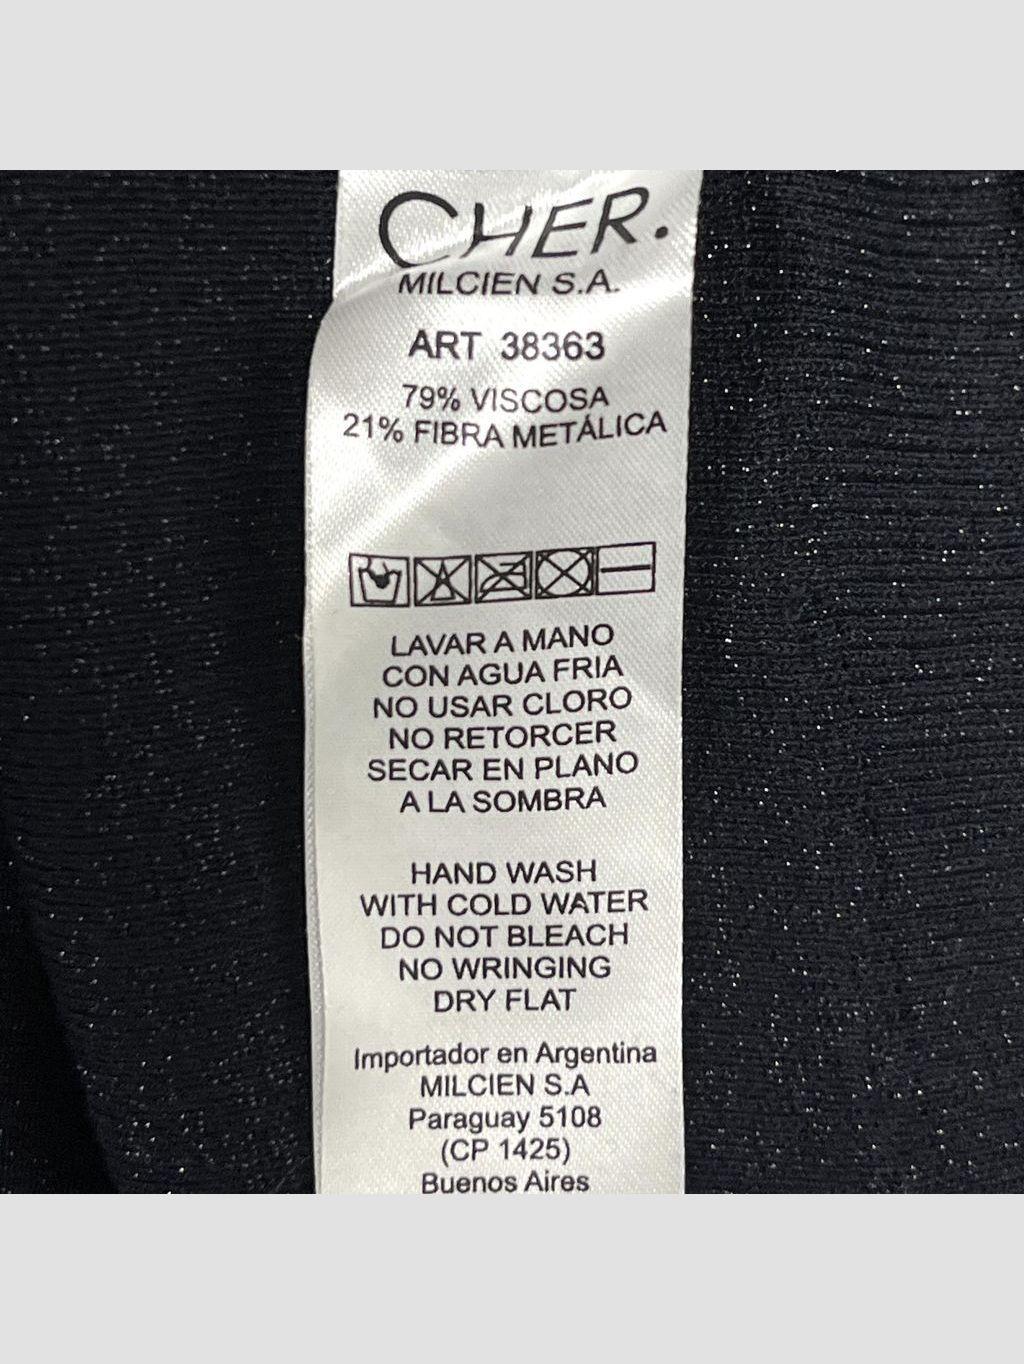 CHER.
MILCIEN S.A.
ART 38363
79% VISCOSA
21% FIBRA METÁLICA
LAVAR A MANO
CON AGUA FRIA
NO USAR CLORO
NO RETORCER
SECAR EN PLANO
A LA SOMBRA
HAND WASH
WITH COLD WATER
DO NOT BLEACH
NO WRINGING
DRY FLAT
Importador en Argentina
MILCIEN S.A
Paraguay 5108
(CP 1425)
Buenos Aires